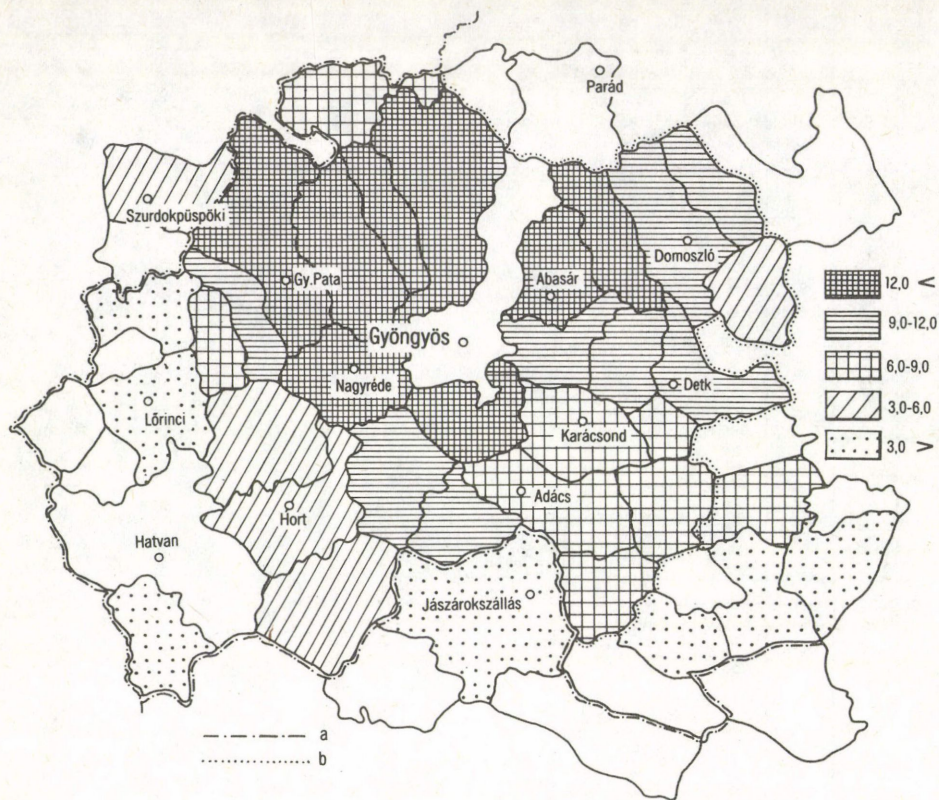 Parád
Szurdokpüspöki
Domoszló
Gy.Pata
Abasár
12,0 <
9,0-12,0
Gyöngyös
6,0-9,0
Nagyréde
Detk
3,0-6,0
Lőrinci
Karácsond
3,0 >
Adács
Hort
Hatvan
Jászárokszállás
a
b